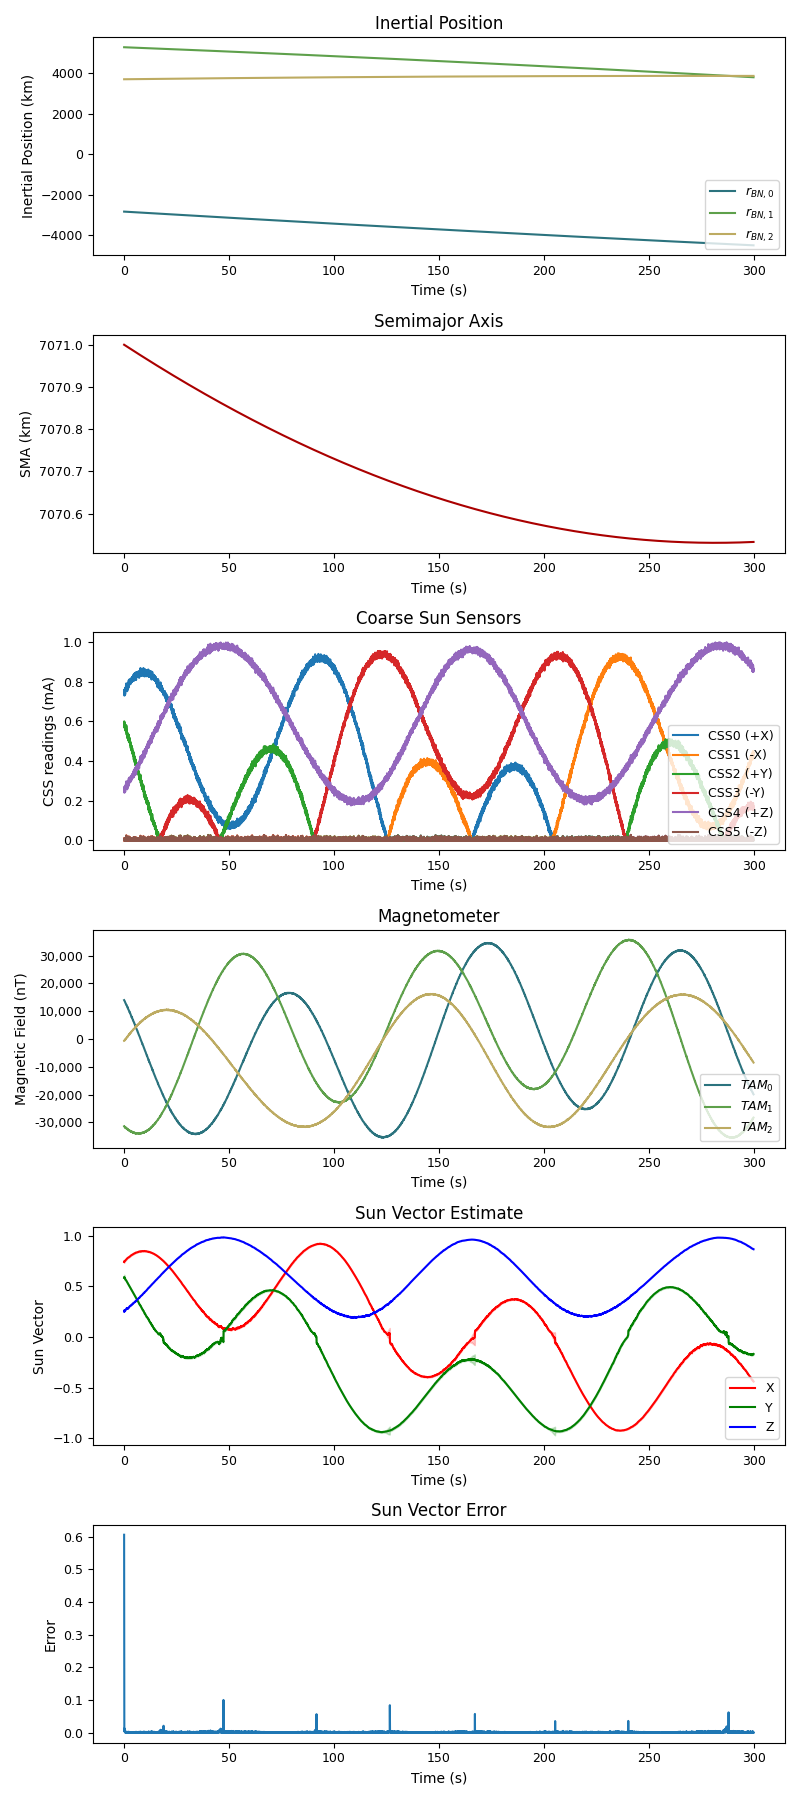 Inertial Position
Inertial Position (km)
4000
2000
0
−2000
−4000
r_{BN,0}
r_{BN,1}
r_{BN,2}
0 50 100 150 200 250 300
Time (s)
Semimajor Axis
SMA (km)
7071.0
7070.9
7070.8
7070.7
7070.6
0 50 100 150 200 250 300
Time (s)
Coarse Sun Sensors
CSS readings (mA)
1.0
0.8
0.6
0.4
0.2
0.0
CSS0 (+X)
CSS1 (-X)
CSS2 (+Y)
CSS3 (-Y)
CSS4 (+Z)
CSS5 (-Z)
0 50 100 150 200 250 300
Time (s)
Magnetometer
Magnetic Field (nT)
30,000
20,000
10,000
0
-10,000
-20,000
-30,000
TAM_0
TAM_1
TAM_2
0 50 100 150 200 250 300
Time (s)
Sun Vector Estimate
Sun Vector
1.0
0.5
0.0
−0.5
−1.0
X
Y
Z
0 50 100 150 200 250 300
Time (s)
Sun Vector Error
Error
0.6
0.5
0.4
0.3
0.2
0.1
0.0
0 50 100 150 200 250 300
Time (s)